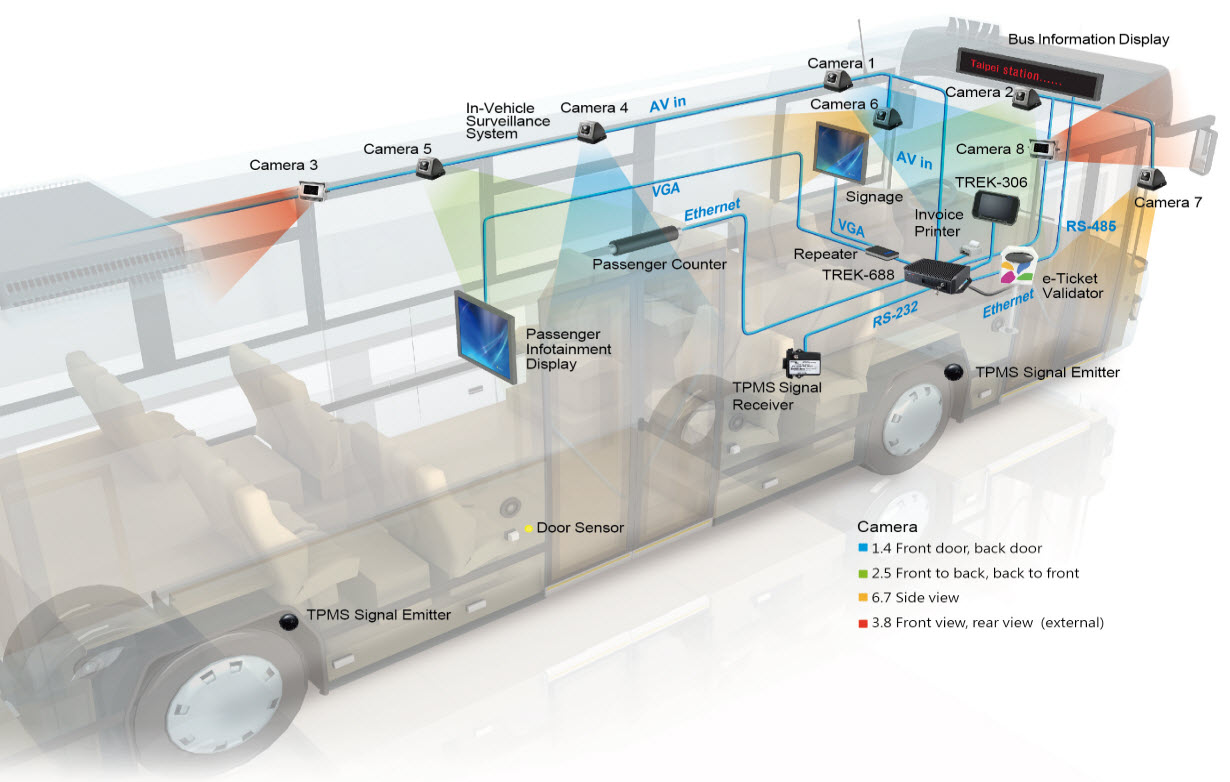 Bus Information Display
Taipei station......
Camera 1
Camera 2
Camera 6
AV in
Camera 4
In-Vehicle
Surveillance
System
Camera 5
Camera 3
Camera 8
AV in
TREK-306
VGA
Signage
Camera 7
Ethernet
Invoice
Printer
RS-485
VGA
Repeater
Passenger Counter
TREK-688
e-Ticket
Validator
Ethernet
RS-232
Passenger
Infotainment
Display
TPMS Signal
Receiver
TPMS Signal Emitter
Door Sensor
TPMS Signal Emitter
Camera
1.4 Front door, back door
2.5 Front to back, back to front
6.7 Side view
3.8 Front view, rear view (external)